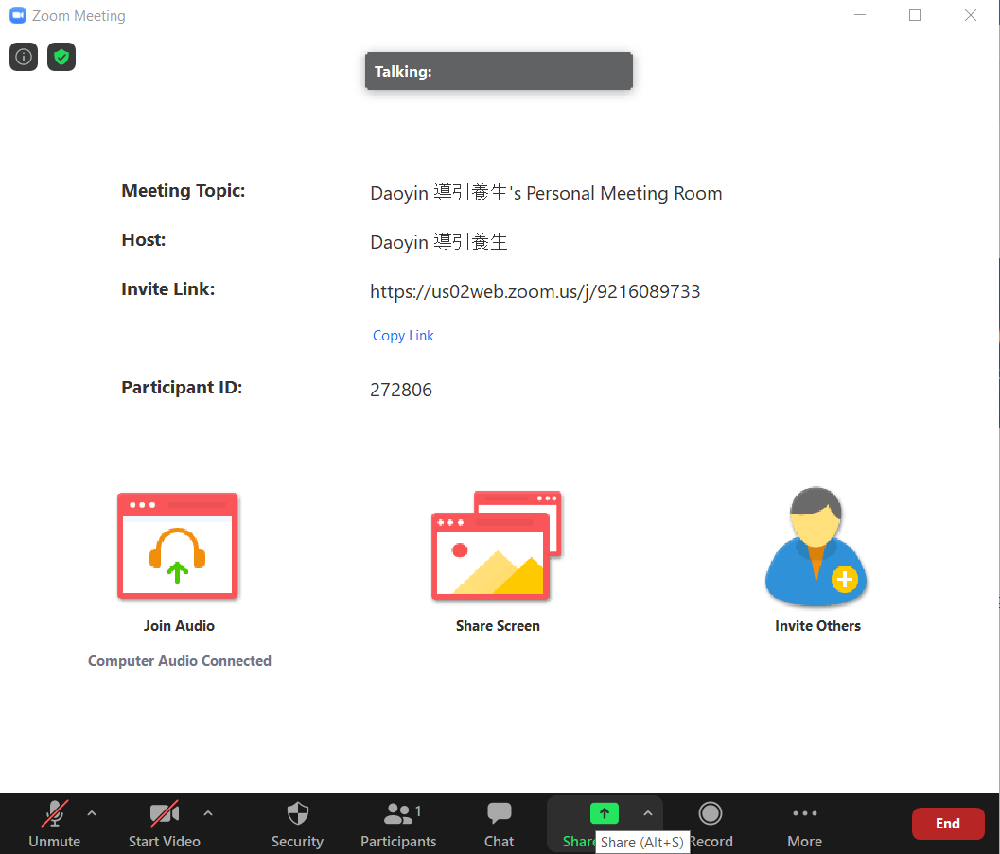 Zoom Meeting
Talking:
Meeting Topic: Daoyin 導引養生's Personal Meeting Room
Host: Daoyin 導引養生
Invite Link: https://us02web.zoom.us/j/9216089733
Copy Link
Participant ID: 272806
Join Audio Share Screen Invite Others
Computer Audio Connected
1
Unmute Start Video Security Participants Chat Share Share (Alt+S) Record More End